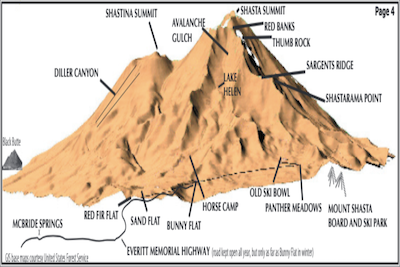 SHASTINA SUMMIT
SHASTA SUMMIT
Page 4
AVALANCHE
GULCH
RED BANKS
THUMB ROCK
SARGENTS RIDGE
DILLER CANYON
LAKE
HELEN
SHASTARAMA POINT
Black Butte
OLD SKI BOWL
HORSE CAMP
PANTHER MEADOWS
MOUNT SHASTA
BOARD AND SKI PARK
RED FIR FLAT
SAND FLAT
BUNNY FLAT
MCBRIDE SPRINGS
EVERITT MEMORIAL HIGHWAY (road kept open all year, but only as far as Bunny Flat in winter)
GIS base maps courtesy United States Forest Service